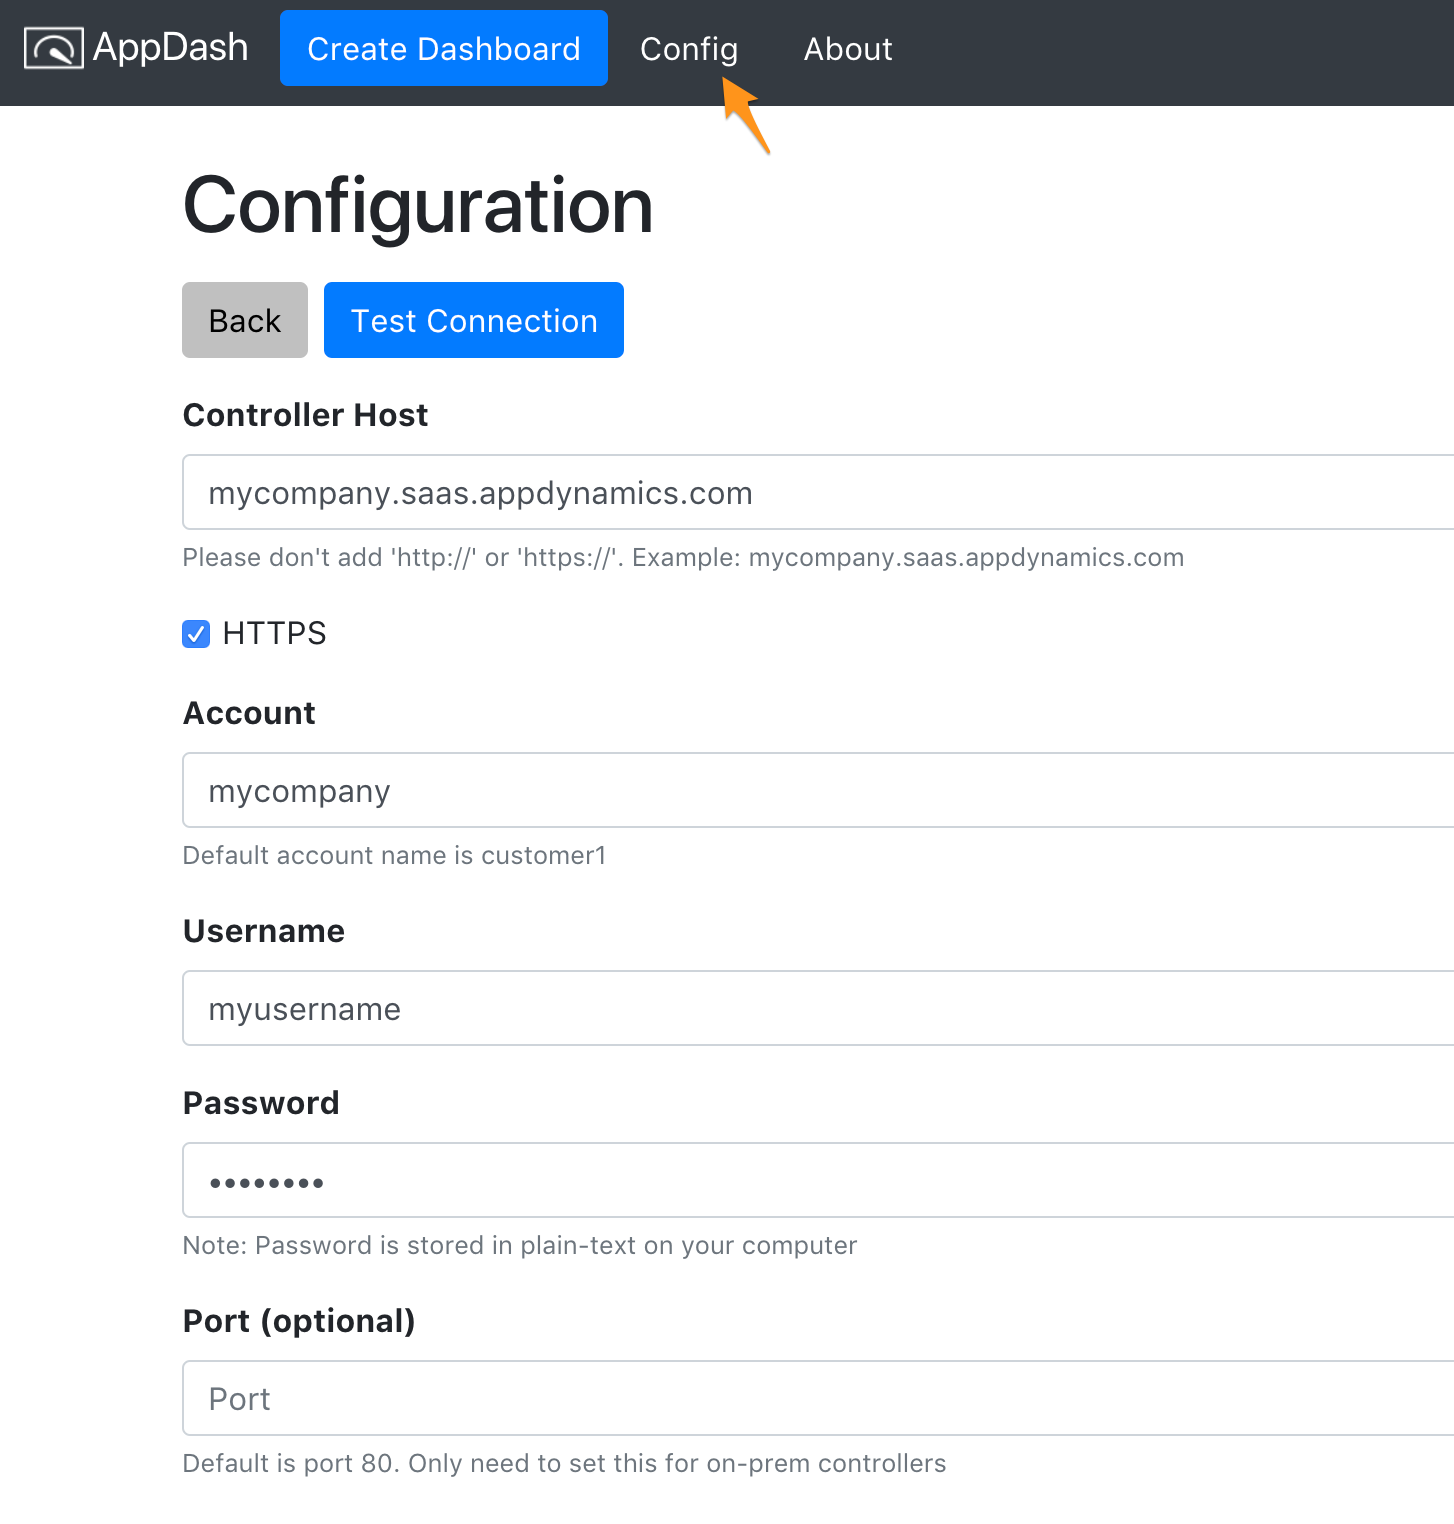 AppDash Create Dashboard Config About
Configuration
Back Test Connection
Controller Host
mycompany.saas.appdynamics.com
Please don't add 'http://' or 'https://'. Example: mycompany.saas.appdynamics.com
HTTPS
Account
mycompany
Default account name is customer1
Username
myusername
Password
••••••••
Note: Password is stored in plain-text on your computer
Port (optional)
Port
Default is port 80. Only need to set this for on-prem controllers